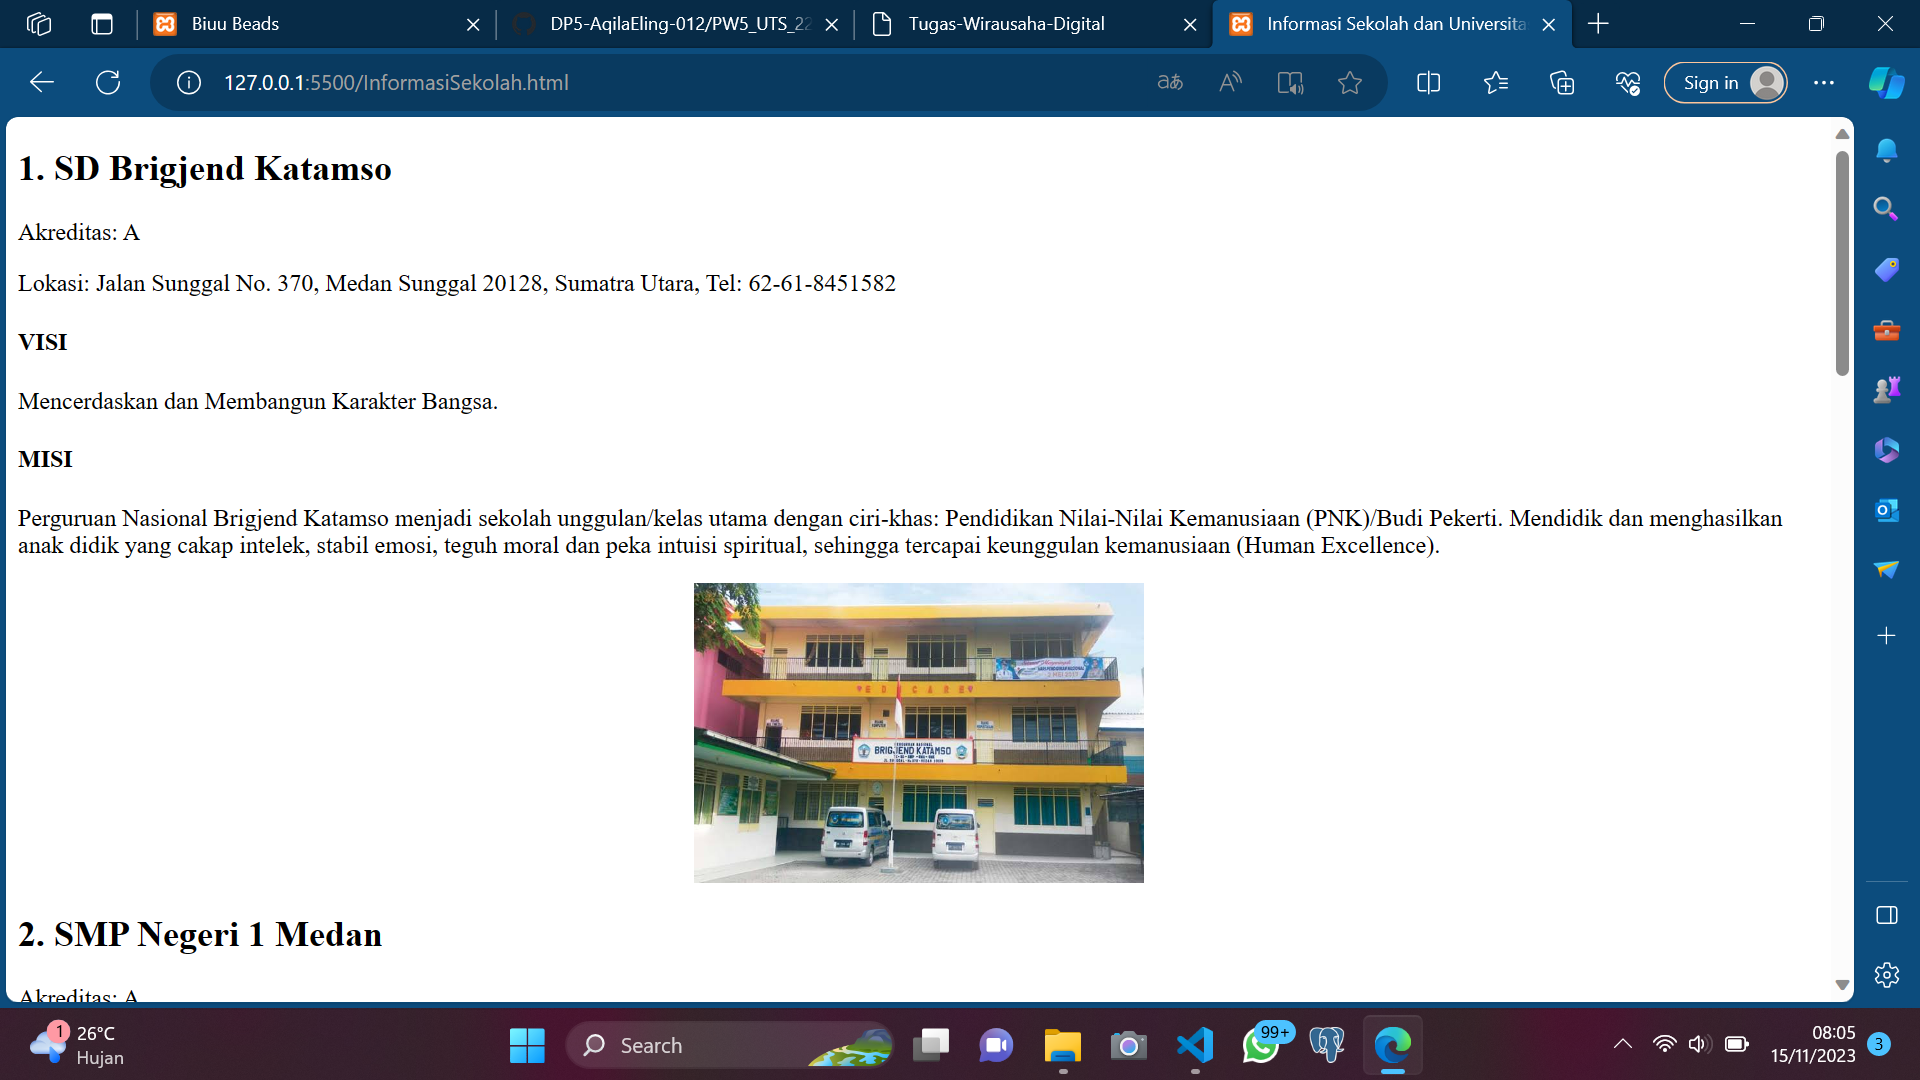 Biuu Beads
DP5-AqilaEling-012/PW5_UTS_22
Tugas-Wirausaha-Digital
Informasi Sekolah dan Universita
127.0.0.1:5500/InformasiSekolah.html
Sign in
1. SD Brigjend Katamso
Akreditas: A
Lokasi: Jalan Sunggal No. 370, Medan Sunggal 20128, Sumatra Utara, Tel: 62-61-8451582
VISI
Mencerdaskan dan Membangun Karakter Bangsa.
MISI
Perguruan Nasional Brigjend Katamso menjadi sekolah unggulan/kelas utama dengan ciri-khas: Pendidikan Nilai-Nilai Kemanusiaan (PNK)/Budi Pekerti. Mendidik dan menghasilkan
anak didik yang cakap intelek, stabil emosi, teguh moral dan peka intuisi spiritual, sehingga tercapai keunggulan kemanusiaan (Human Excellence).
2 MEI 2017
PERGURUAN NASIONAL
BRIGJEND KATAMSO
2. SMP Negeri 1 Medan
Akreditas: A
1
26°C
Hujan
Search
99+
08:05
15/11/2023
3